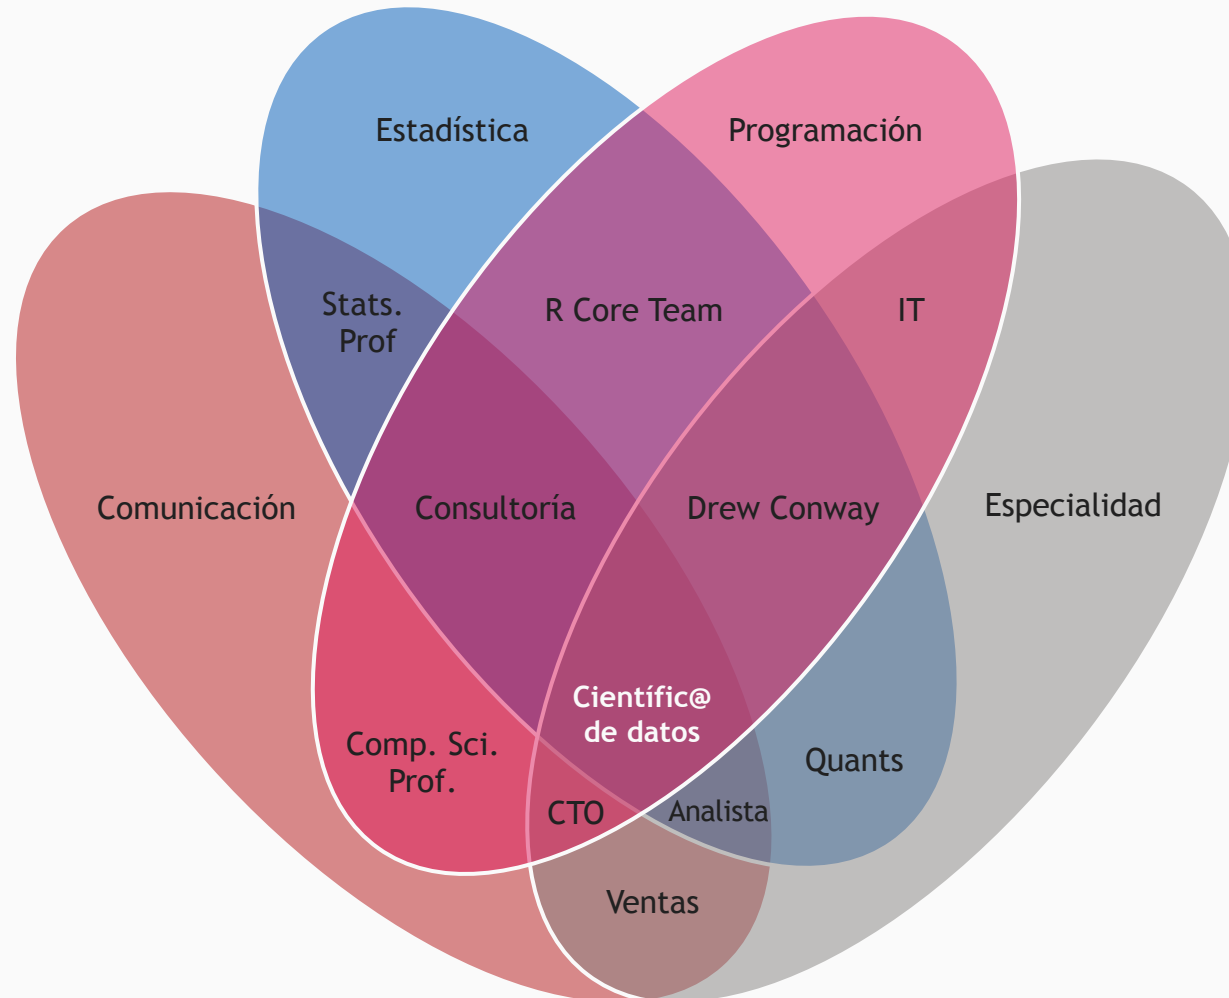 Estadística
Programación
Stats.
Prof
R Core Team
IT
Comunicación
Consultoría
Drew Conway
Especialidad
Científic@
de datos
Comp. Sci.
Prof.
Quants
CTO
Analista
Ventas